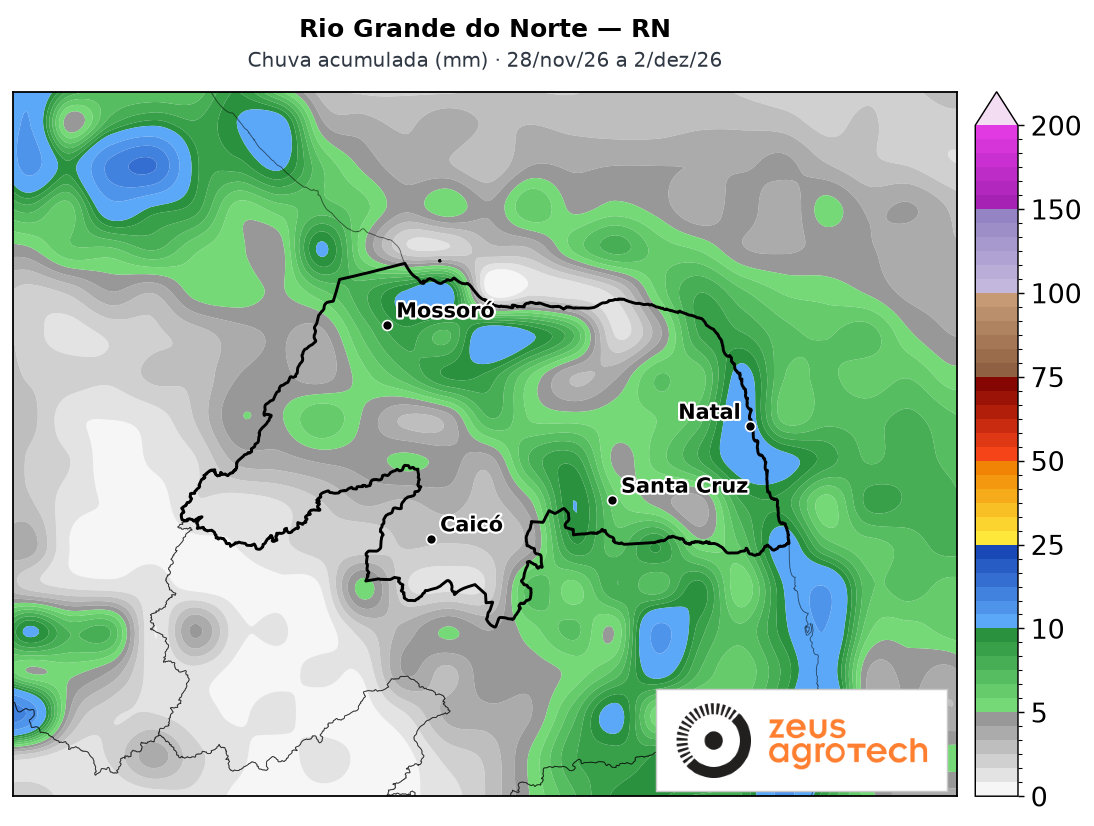 Rio Grande do Norte — RN
Chuva acumulada (mm) · 28/nov/26 a 2/dez/26
200
150
100
75
50
25
10
5
0
Mossoró
Natal
Santa Cruz
Caicó
zeus
agrotech